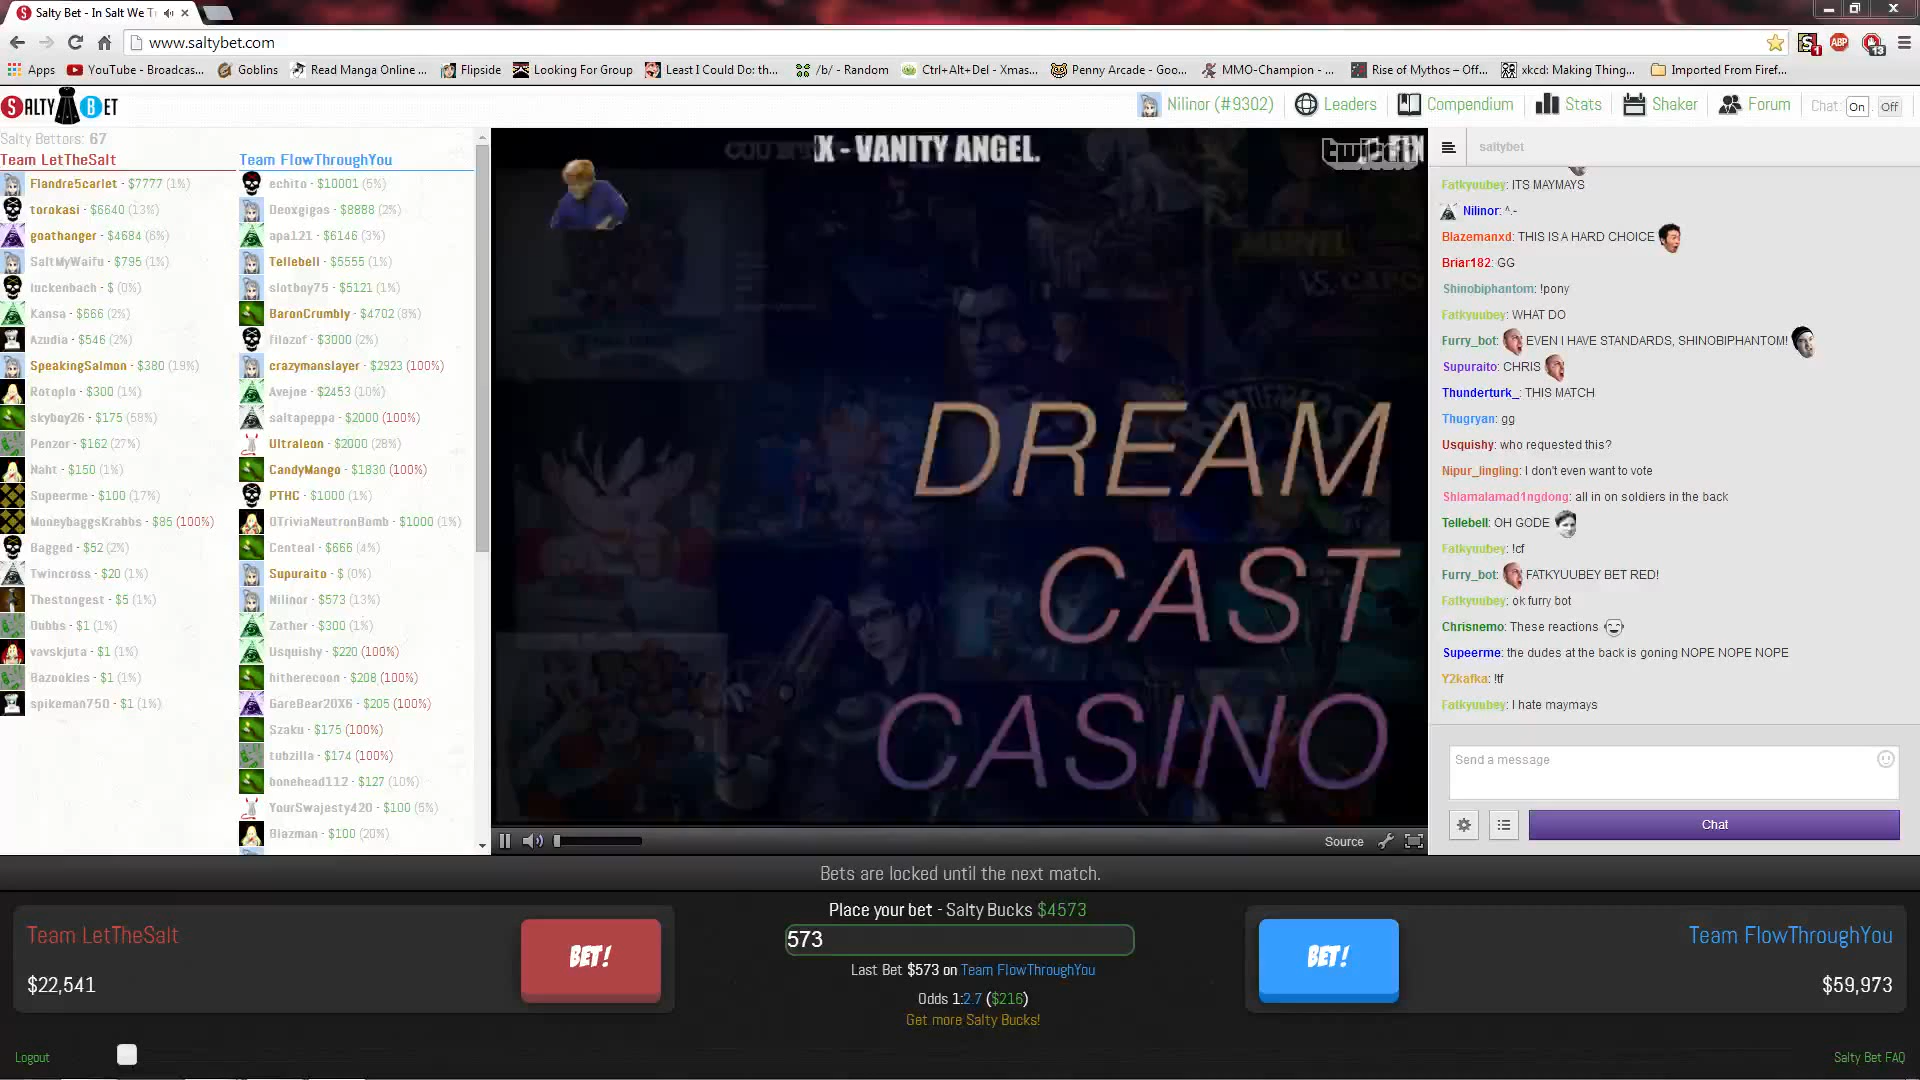 Salty Bet - In Salt We T
www.saltybet.com
Apps
YouTube - Broadcas...
Goblins
Read Manga Online ...
Flipside
Looking For Group
Least I Could Do: th...
/b/ - Random
Ctrl+Alt+Del - Xmas...
Penny Arcade - Goo...
MMO-Champion - ...
Rise of Mythos – Off...
xkcd: Making Thing...
Imported From Firef...
SALTY BET
Nilinor (#9302)
Leaders
Compendium
Stats
Shaker
Forum
Chat: On Off
Salty Bettors: 67
Team LetTheSalt
Flandre5carlet - $7777 (1%)
torokasi - $6640 (13%)
goathanger - $4684 (6%)
SaltMyWaifu - $795 (1%)
luckenbach - $ (0%)
Kansa - $666 (2%)
Azudia - $546 (2%)
SpeakingSalmon - $380 (19%)
Rotoplo - $300 (1%)
skyboy26 - $175 (58%)
Penzor - $162 (27%)
Naht - $150 (1%)
Supeerme - $100 (17%)
MoneybaggsKrabbs - $85 (100%)
Bagged - $52 (2%)
Twincross - $20 (1%)
Thestongest - $5 (1%)
Dubbs - $1 (1%)
vavskjuta - $1 (1%)
Bazookles - $1 (1%)
spikeman750 - $1 (1%)
Team FlowThroughYou
echito - $10001 (5%)
Deoxgigas - $8888 (2%)
apal21 - $6146 (3%)
Tellebell - $5555 (1%)
slotboy75 - $5121 (1%)
BaronCrumbly - $4702 (8%)
filazaf - $3000 (2%)
crazymanslayer - $2923 (100%)
Avejoe - $2453 (10%)
saltapeppa - $2000 (100%)
Ultraleon - $2000 (28%)
CandyMango - $1830 (100%)
PTHC - $1000 (1%)
OTriviaNeutronBomb - $1000 (1%)
Centeal - $666 (4%)
Supuraito - $ (0%)
Nilinor - $573 (13%)
Zather - $300 (1%)
Usquishy - $220 (100%)
hitherecoon - $208 (100%)
GareBear20X6 - $205 (100%)
Szaku - $175 (100%)
tubzilla - $174 (100%)
bonehead112 - $127 (10%)
YourSwajesty420 - $100 (5%)
Blazman - $100 (20%)
X - VANITY ANGEL.
twitch
DREAM
CAST
CASINO
Source
saltybet
Fatkyuubey: ITS MAYMAYS
Nilinor: ^.-
Blazemanxd: THIS IS A HARD CHOICE
Briar182: GG
Shinobiphantom: !pony
Fatkyuubey: WHAT DO
Furry_bot: EVEN I HAVE STANDARDS, SHINOBIPHANTOM!
Supuraito: CHRIS
Thunderturk_: THIS MATCH
Thugryan: gg
Usquishy: who requested this?
Nipur_lingling: I don't even want to vote
Shlamalamad1ngdong: all in on soldiers in the back
Tellebell: OH GODE
Fatkyuubey: !cf
Furry_bot: FATKYUUBEY BET RED!
Fatkyuubey: ok furry bot
Chrisnemo: These reactions
Supeerme: the dudes at the back is goning NOPE NOPE NOPE
Y2kafka: !tf
Fatkyuubey: I hate maymays
Send a message
Chat
Bets are locked until the next match.
Team LetTheSalt
$22,541
BET!
Place your bet - Salty Bucks $4573
573
Last Bet $573 on Team FlowThroughYou
Odds 1:2.7 ($216)
Get more Salty Bucks!
BET!
Team FlowThroughYou
$59,973
Logout
Salty Bet FAQ